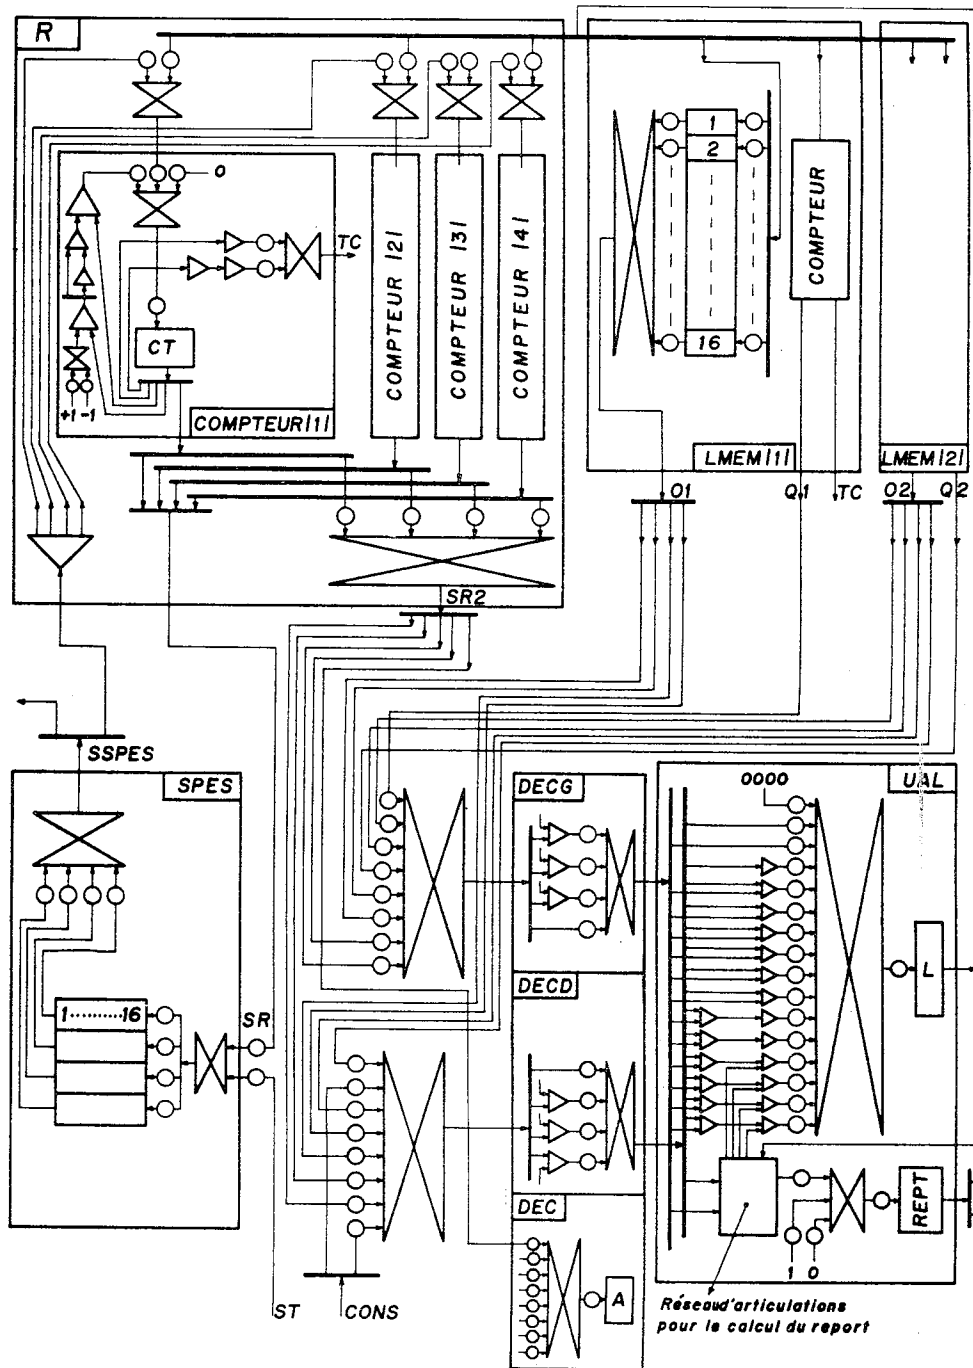 R
0
TC
CT
+1 -1
COMPTEUR |1|
COMPTEUR |2|
COMPTEUR |3|
COMPTEUR |4|
1
2
16
COMPTEUR
LMEM |1|
LMEM |2|
O1
Q1
TC
O2
Q2
SR2
SSPES
SPES
1..........16
SR
ST
CONS
DECG
DECD
DEC
A
0000
UAL
L
REPT
1 0
Réseau d'articulations
pour le calcul du report